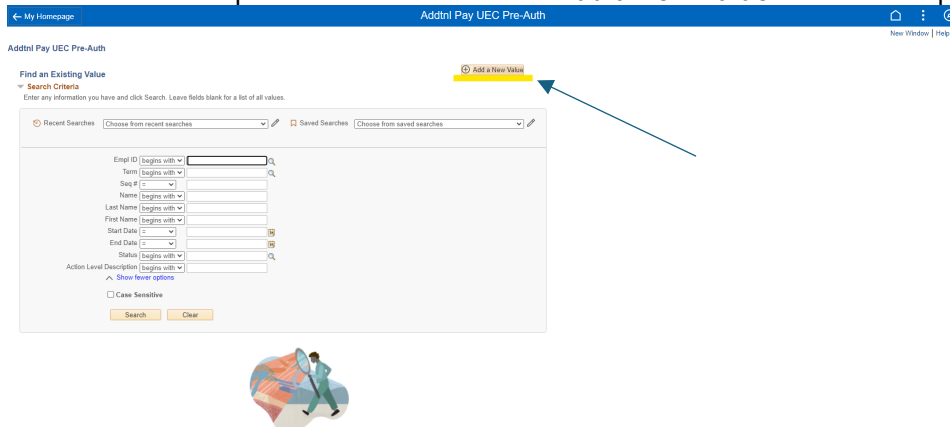 My Homepage
Addtnl Pay UEC Pre-Auth
New Window | Help
Addtnl Pay UEC Pre-Auth
Find an Existing Value
Add a New Value
Search Criteria
Enter any information you have and click Search. Leave fields blank for a list of all values.
Recent Searches Choose from recent searches Saved Searches Choose from saved searches
Empl ID begins with
Term begins with
Seq # =
Name begins with
Last Name begins with
First Name begins with
Start Date =
End Date =
Status begins with
Action Level Description begins with
Show fewer options
Case Sensitive
Search Clear